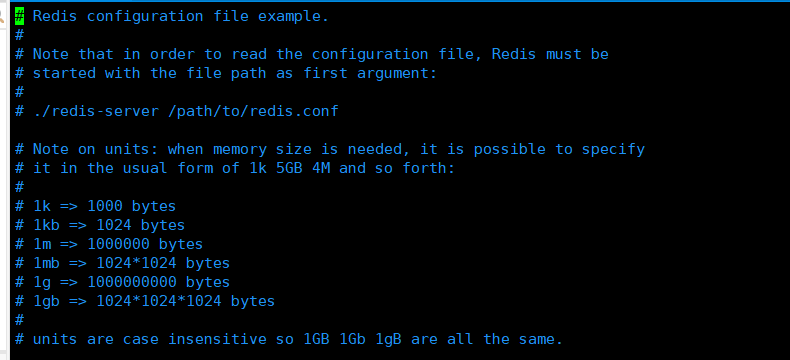 # Redis configuration file example.
#
# Note that in order to read the configuration file, Redis must be
# started with the file path as first argument:
#
# ./redis-server /path/to/redis.conf

# Note on units: when memory size is needed, it is possible to specify
# it in the usual form of 1k 5GB 4M and so forth:
#
# 1k => 1000 bytes
# 1kb => 1024 bytes
# 1m => 1000000 bytes
# 1mb => 1024*1024 bytes
# 1g => 1000000000 bytes
# 1gb => 1024*1024*1024 bytes
#
# units are case insensitive so 1GB 1Gb 1gB are all the same.